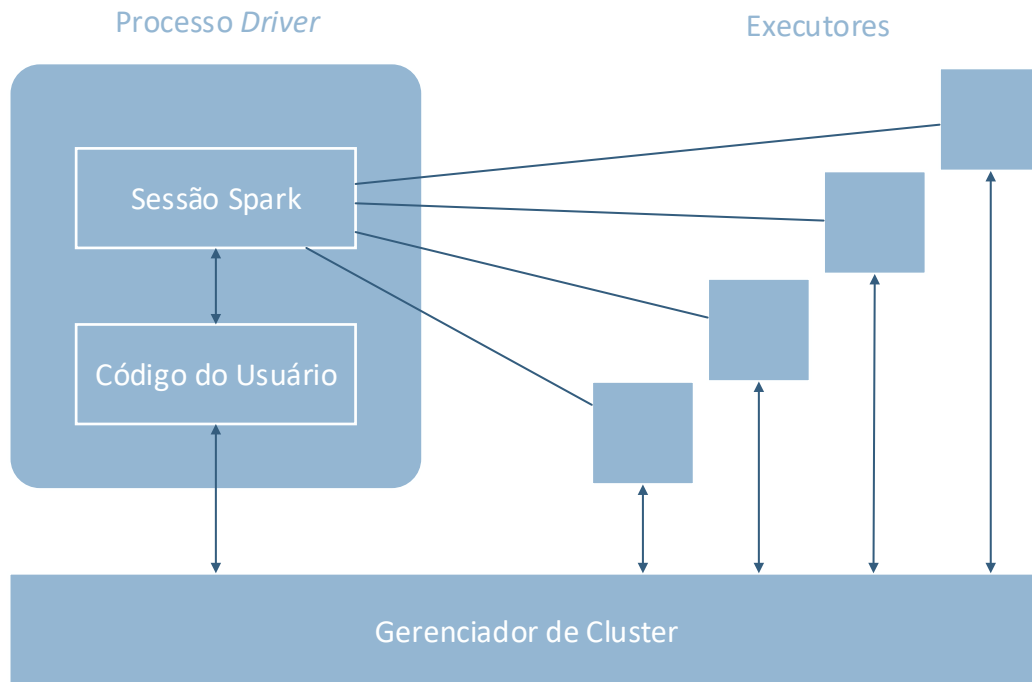 Processo Driver
Executores
Sessão Spark
Código do Usuário
Gerenciador de Cluster